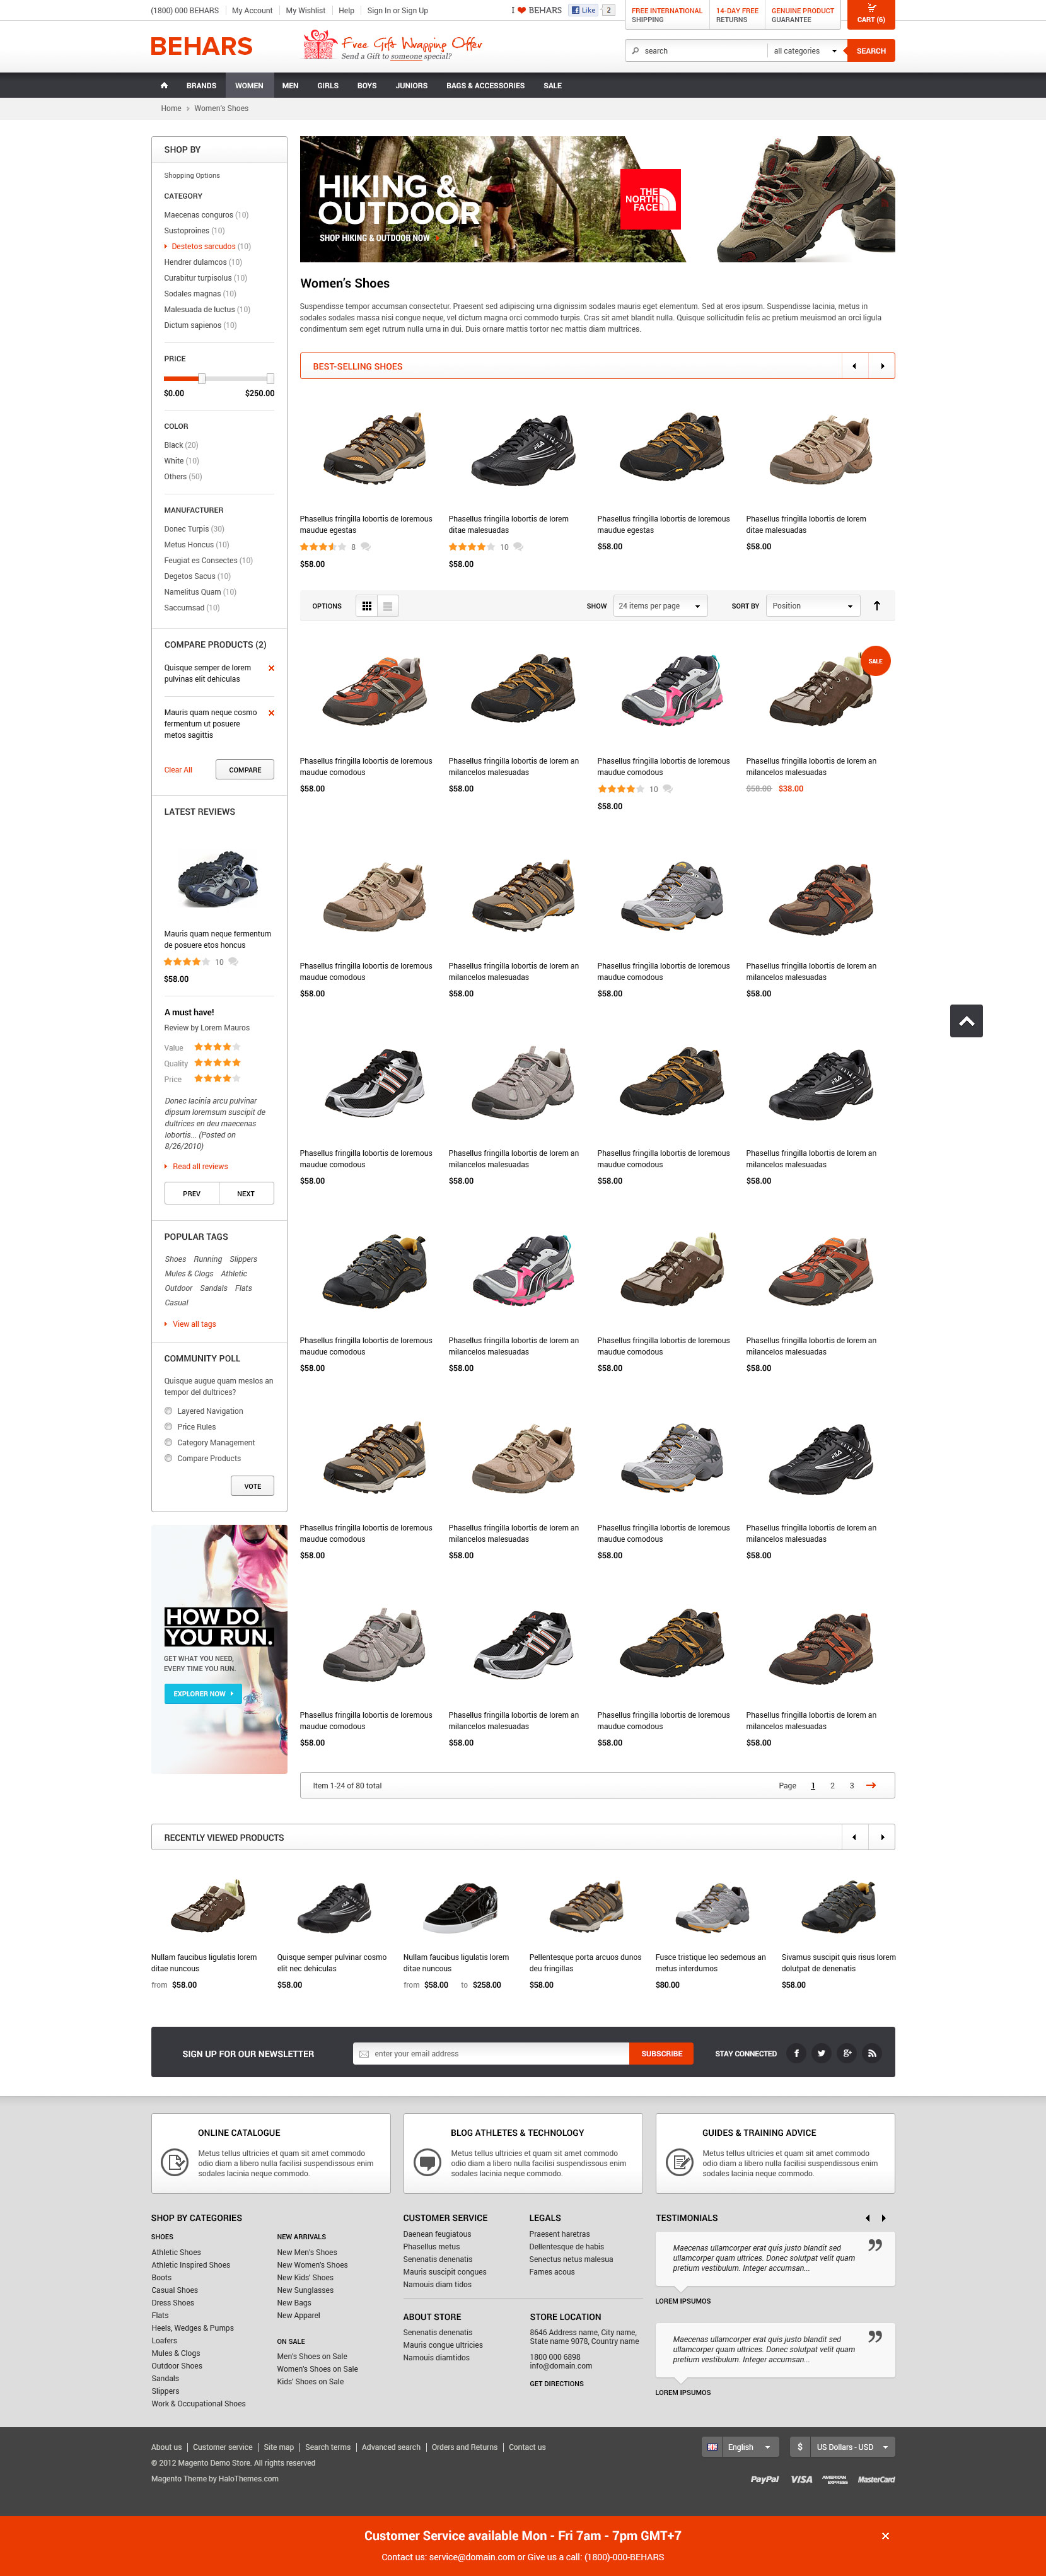 (1800) 000 BEHARS
My Account
My Wishlist
Help
Sign In or Sign Up
I BEHARS
Like
2
FREE INTERNATIONAL
SHIPPING
14-DAY FREE
RETURNS
GENUINE PRODUCT
GUARANTEE
CART (6)
BEHARS
Free Gift Wrapping Offer
Send a Gift to someone special?
search
all categories
SEARCH
BRANDS
WOMEN
MEN
GIRLS
BOYS
JUNIORS
BAGS & ACCESSORIES
SALE
Home › Women's Shoes
SHOP BY
Shopping Options
CATEGORY
Maecenas conguros (10)
Sustoproines (10)
Destetos sarcudos (10)
Hendrer dulamcos (10)
Curabitur turpisolus (10)
Sodales magnas (10)
Malesuada de luctus (10)
Dictum sapienos (10)
PRICE
$0.00
$250.00
COLOR
Black (20)
White (10)
Others (50)
MANUFACTURER
Donec Turpis (30)
Metus Honcus (10)
Feugiat es Consectes (10)
Degetos Sacus (10)
Namelitus Quam (10)
Saccumsad (10)
COMPARE PRODUCTS (2)
Quisque semper de lorem
pulvinas elit dehiculas
Mauris quam neque cosmo
fermentum ut posuere
metos sagittis
Clear All
COMPARE
LATEST REVIEWS
Mauris quam neque fermentum
de posuere etos honcus
10
$58.00
A must have!
Review by Lorem Mauros
Value
Quality
Price
Donec lacinia arcu pulvinar
dipsum loremsum suscipit de
dultrices en deu maecenas
lobortis... (Posted on
8/26/2010)
Read all reviews
PREV
NEXT
POPULAR TAGS
Shoes Running Slippers
Mules & Clogs Athletic
Outdoor Sandals Flats
Casual
View all tags
COMMUNITY POLL
Quisque augue quam meslos an
tempor del dultrices?
Layered Navigation
Price Rules
Category Management
Compare Products
VOTE
HOW DO
YOU RUN.
GET WHAT YOU NEED,
EVERY TIME YOU RUN.
EXPLORER NOW
HIKING &
OUTDOOR
SHOP HIKING & OUTDOOR NOW
THE
NORTH
FACE
Women's Shoes
Suspendisse tempor accumsan consectetur. Praesent sed adipiscing urna dignissim sodales mauris eget elementum. Sed at eros ipsum. Suspendisse lacinia, metus in
sodales sodales massa nisi congue neque, vel dictum magna orci commodo turpis. Cras sit amet blandit nulla. Quisque sollicitudin felis ac pretium meuismod an orci ligula
condimentum sem eget rutrum nulla urna in dui. Duis ornare mattis tortor nec mattis diam multrices.
BEST-SELLING SHOES
Phasellus fringilla lobortis de loremous
maudue egestas
8
$58.00
Phasellus fringilla lobortis de lorem
ditae malesuadas
10
$58.00
Phasellus fringilla lobortis de loremous
maudue egestas
$58.00
Phasellus fringilla lobortis de lorem
ditae malesuadas
$58.00
OPTIONS
SHOW
24 items per page
SORT BY
Position
SALE
Phasellus fringilla lobortis de loremous
maudue comodous
$58.00
Phasellus fringilla lobortis de lorem an
milancelos malesuadas
$58.00
Phasellus fringilla lobortis de loremous
maudue comodous
10
$58.00
Phasellus fringilla lobortis de lorem an
milancelos malesuadas
$58.00 $38.00
Phasellus fringilla lobortis de loremous
maudue comodous
$58.00
Phasellus fringilla lobortis de lorem an
milancelos malesuadas
$58.00
Phasellus fringilla lobortis de loremous
maudue comodous
$58.00
Phasellus fringilla lobortis de lorem an
milancelos malesuadas
$58.00
Phasellus fringilla lobortis de loremous
maudue comodous
$58.00
Phasellus fringilla lobortis de lorem an
milancelos malesuadas
$58.00
Phasellus fringilla lobortis de loremous
maudue comodous
$58.00
Phasellus fringilla lobortis de lorem an
milancelos malesuadas
$58.00
Phasellus fringilla lobortis de loremous
maudue comodous
$58.00
Phasellus fringilla lobortis de lorem an
milancelos malesuadas
$58.00
Phasellus fringilla lobortis de loremous
maudue comodous
$58.00
Phasellus fringilla lobortis de lorem an
milancelos malesuadas
$58.00
Phasellus fringilla lobortis de loremous
maudue comodous
$58.00
Phasellus fringilla lobortis de lorem an
milancelos malesuadas
$58.00
Phasellus fringilla lobortis de loremous
maudue comodous
$58.00
Phasellus fringilla lobortis de lorem an
milancelos malesuadas
$58.00
Phasellus fringilla lobortis de loremous
maudue comodous
$58.00
Phasellus fringilla lobortis de lorem an
milancelos malesuadas
$58.00
Phasellus fringilla lobortis de loremous
maudue comodous
$58.00
Phasellus fringilla lobortis de lorem an
milancelos malesuadas
$58.00
Item 1-24 of 80 total
Page 1 2 3
RECENTLY VIEWED PRODUCTS
Nullam faucibus ligulatis lorem
ditae nuncous
from $58.00
Quisque semper pulvinar cosmo
elit nec dehiculas
$58.00
Nullam faucibus ligulatis lorem
ditae nuncous
from $58.00 to $258.00
Pellentesque porta arcuos dunos
deu fringillas
$58.00
Fusce tristique leo sedemous an
metus interdumos
$80.00
Sivamus suscipit quis risus lorem
dolutpat de denenatis
$58.00
SIGN UP FOR OUR NEWSLETTER
enter your email address
SUBSCRIBE
STAY CONNECTED
ONLINE CATALOGUE
Metus tellus ultricies et quam sit amet commodo
odio diam a libero nulla facilisi suspendissous enim
sodales lacinia neque commodo.
BLOG ATHLETES & TECHNOLOGY
Metus tellus ultricies et quam sit amet commodo
odio diam a libero nulla facilisi suspendissous enim
sodales lacinia neque commodo.
GUIDES & TRAINING ADVICE
Metus tellus ultricies et quam sit amet commodo
odio diam a libero nulla facilisi suspendissous enim
sodales lacinia neque commodo.
SHOP BY CATEGORIES
SHOES
Athletic Shoes
Athletic Inspired Shoes
Boots
Casual Shoes
Dress Shoes
Flats
Heels, Wedges & Pumps
Loafers
Mules & Clogs
Outdoor Shoes
Sandals
Slippers
Work & Occupational Shoes
NEW ARRIVALS
New Men's Shoes
New Women's Shoes
New Kids' Shoes
New Sunglasses
New Bags
New Apparel
ON SALE
Men's Shoes on Sale
Women's Shoes on Sale
Kids' Shoes on Sale
CUSTOMER SERVICE
Daenean feugiatous
Phasellus metus
Senenatis denenatis
Mauris suscipit congues
Namouis diam tidos
LEGALS
Praesent haretras
Dellentesque de habis
Senectus netus malesua
Fames acous
ABOUT STORE
Senenatis denenatis
Mauris congue ultricies
Namouis diamtidos
STORE LOCATION
8646 Address name, City name,
State name 9078, Country name
1800 000 6898
info@domain.com
GET DIRECTIONS
TESTIMONIALS
Maecenas ullamcorper erat quis justo blandit sed
ullamcorper quam ultrices. Donec solutpat velit quam
pretium vestibulum. Integer accumsan...
LOREM IPSUMOS
Maecenas ullamcorper erat quis justo blandit sed
ullamcorper quam ultrices. Donec solutpat velit quam
pretium vestibulum. Integer accumsan...
LOREM IPSUMOS
About us | Customer service | Site map | Search terms | Advanced search | Orders and Returns | Contact us
© 2012 Magento Demo Store. All rights reserved
Magento Theme by HaloThemes.com
English
$ US Dollars - USD
PayPal
VISA
AMERICAN
EXPRESS
MasterCard
Customer Service available Mon - Fri 7am - 7pm GMT+7
Contact us: service@domain.com or Give us a call: (1800)-000-BEHARS